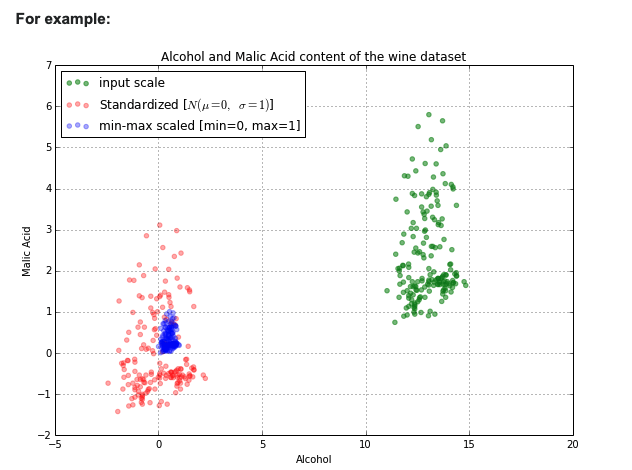 For example:
Alcohol and Malic Acid content of the wine dataset
7
input scale
6
Standardized [N(μ=0, σ=1)]
min-max scaled [min=0, max=1]
5
4
3
Malic Acid
2
1
0
−1
−2
−5 0 5 10 15 20
Alcohol